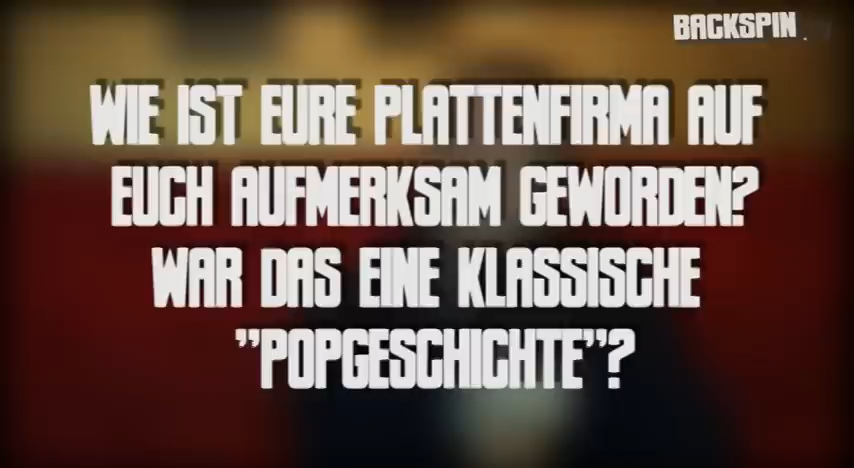 BACKSPIN
WIE IST EURE PLATTENFIRMA AUF
EUCH AUFMERKSAM GEWORDEN?
WAR DAS EINE KLASSISCHE
”POPGESCHICHTE”?